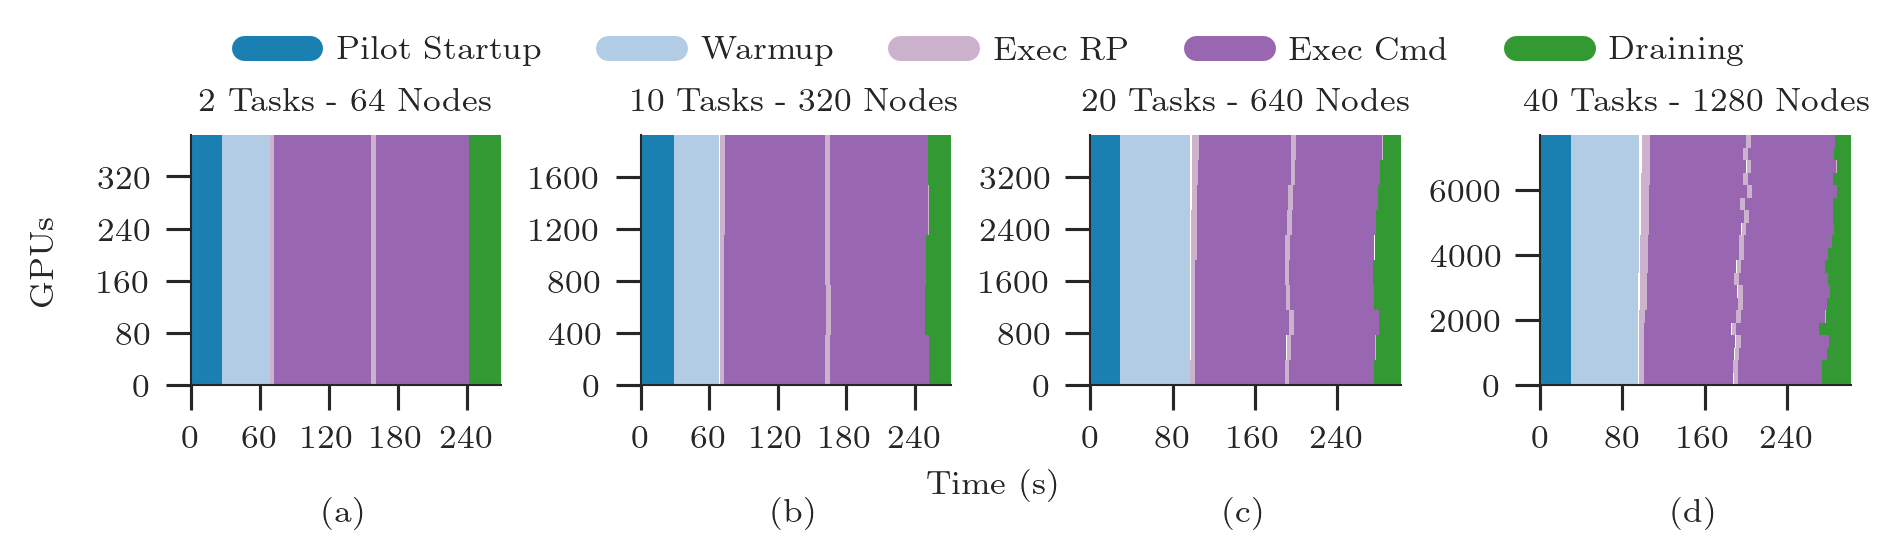 Pilot Startup Warmup Exec RP Exec Cmd Draining
2 Tasks - 64 Nodes 10 Tasks - 320 Nodes 20 Tasks - 640 Nodes 40 Tasks - 1280 Nodes
GPUs
320
240
160
80
0
0 60 120 180 240
(a)
1600
1200
800
400
0
0 60 120 180 240
(b)
3200
2400
1600
800
0
0 80 160 240
(c)
6000
4000
2000
0
0 80 160 240
(d)
Time (s)